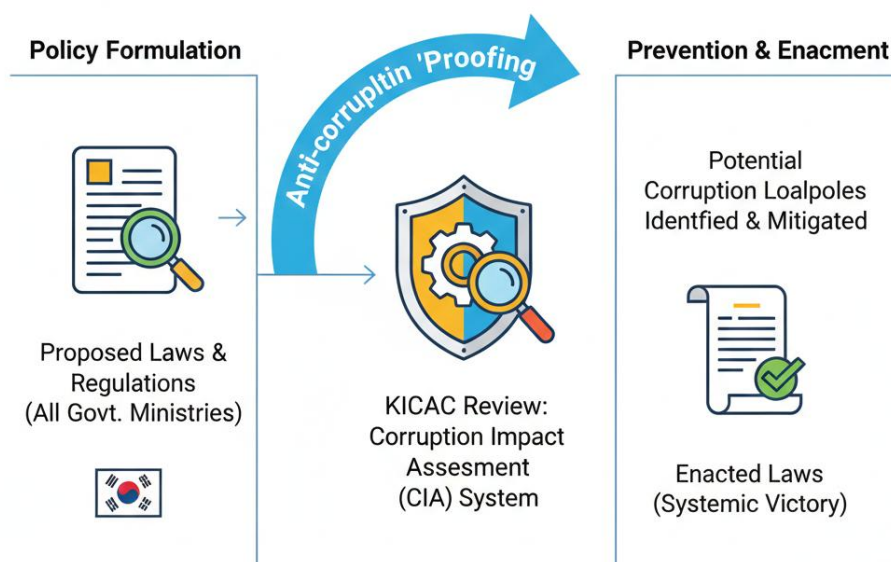 Policy Formulation
Proposed Laws &
Regulations
(All Govt. Ministries)
Anti-corrupltin 'Proofing
KICAC Review:
Corruption Impact
Assesment
(CIA) System
Prevention & Enacment
Potential
Corruption Loalpoles
Identfied & Mitigated
Enacted Laws
(Systemic Victory)